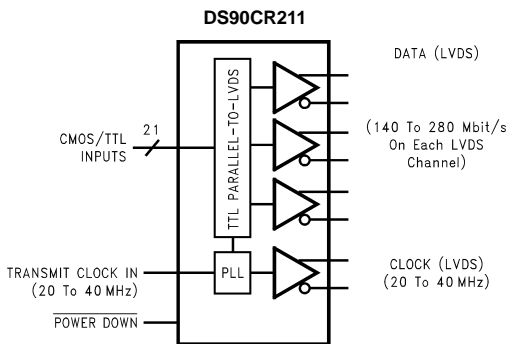 DS90CR211
DATA (LVDS)
21
CMOS/TTL
INPUTS
TTL PARALLEL-TO-LVDS
(140 To 280 Mbit/s
On Each LVDS
Channel)
TRANSMIT CLOCK IN
(20 To 40 MHz)
PLL
CLOCK (LVDS)
(20 To 40 MHz)
POWER DOWN